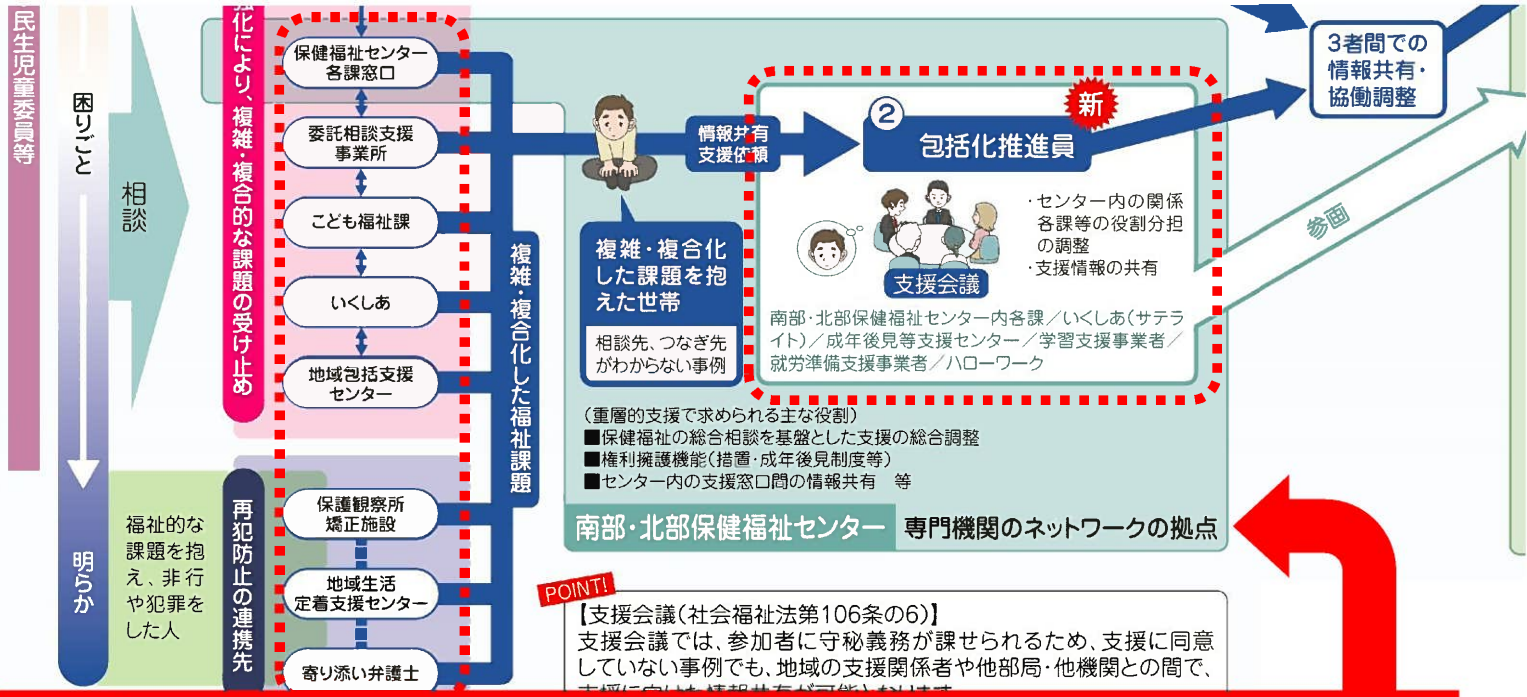 民生児童委員等
困りごと
明らか
相談
強化により、複雑・複合的な課題の受け止め
保健福祉センター
各課窓口
委託相談支援
事業所
こども福祉課
いくしあ
地域包括支援
センター
福祉的な
課題を抱
え、非行
や犯罪を
した人
再犯防止の連携先
保護観察所
矯正施設
地域生活
定着支援センター
寄り添い弁護士
複雑・複合化した福祉課題
複雑・複合化
した課題を抱
えた世帯
相談先、つなぎ先
がわからない事例
情報共有
支援依頼
②
包括化推進員
新
・センター内の関係
各課等の役割分担
の調整
・支援情報の共有
支援会議
南部・北部保健福祉センター内各課／いくしあ(サテラ
イト)／成年後見等支援センター／学習支援事業者／
就労準備支援事業者／ハローワーク
3者間での
情報共有・
協働調整
参画
(重層的支援で求められる主な役割)
■保健福祉の総合相談を基盤とした支援の総合調整
■権利擁護機能(措置・成年後見制度等)
■センター内の支援窓口間の情報共有　等
南部・北部保健福祉センター　専門機関のネットワークの拠点
POINT!
【支援会議(社会福祉法第106条の6)】
支援会議では、参加者に守秘義務が課せられるため、支援に同意
していない事例でも、地域の支援関係者や他部局・他機関との間で、
支援に向けた情報共有が可能となります